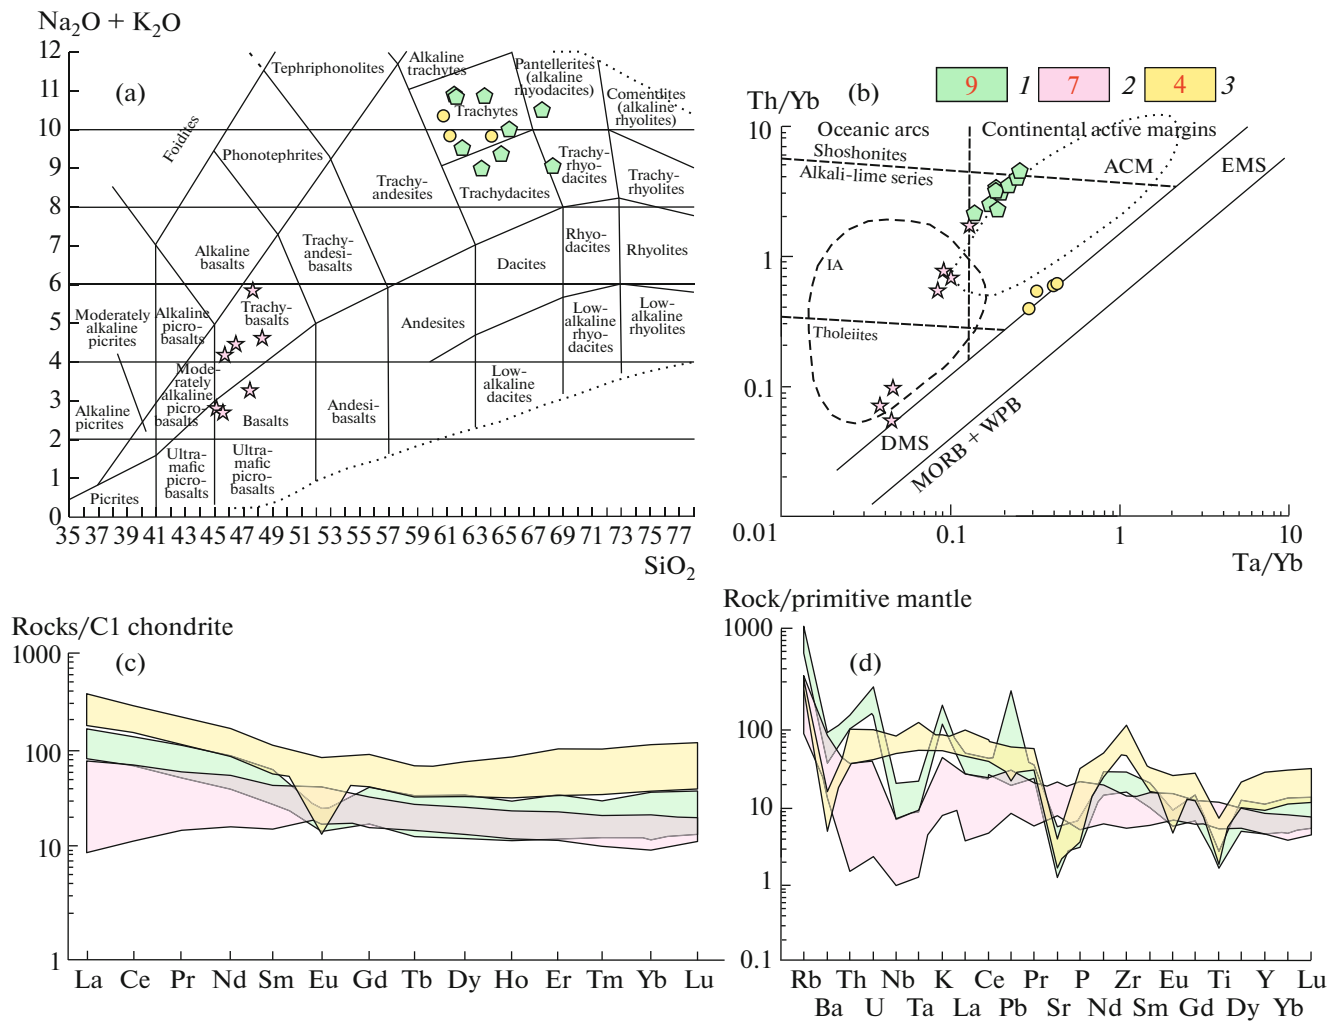 Na₂O + K₂O
12
11
10
9
8
7
6
5
4
3
2
1
0
(a)
Foidites
Tephriphonolites
Phonotephrites
Alkaline
trachytes
Trachytes
Pantellerites
(alkaline
rhyodacites)
Comendites
(alkaline
rhyolites)
Trachy-
andesites
Trachydacites
Trachy-
rhyo-
dacites
Trachy-
rhyolites
Alkaline
basalts
Trachy-
andesi-
basalts
Dacites
Rhyo-
dacites
Rhyolites
Moderately
alkaline
picrites
Alkaline
picro-
basalts
Trachy-
basalts
Andesites
Low-
alkaline
rhyo-
dacites
Low-
alkaline
rhyolites
Mode-
rately
alkaline
picro-
basalts
Alkaline
picrites
Basalts
Andesi-
basalts
Low-
alkaline
dacites
Picrites
Ultra-
mafic
picro-
basalts
Ultra-
mafic
picro-
basalts
35 37 39 41 43 45 47 49 51 53 55 57 59 61 63 65 67 69 71 73 75 77
SiO₂
9 1 7 2 4 3
Th/Yb
(b)
10
1
0.1
0.01
Oceanic arcs
Continental active margins
Shoshonites
Alkali-lime series
ACM
EMS
IA
Tholeiites
DMS
MORB + WPB
0.1 1 10
Ta/Yb
Rocks/C1 chondrite
(c)
1000
100
10
1
La Ce Pr Nd Sm Eu Gd Tb Dy Ho Er Tm Yb Lu
Rock/primitive mantle
(d)
1000
100
10
1
0.1
Rb Th Nb K Ce Pr P Zr Eu Ti Y Lu
Ba U Ta La Pb Sr Nd Sm Gd Dy Yb